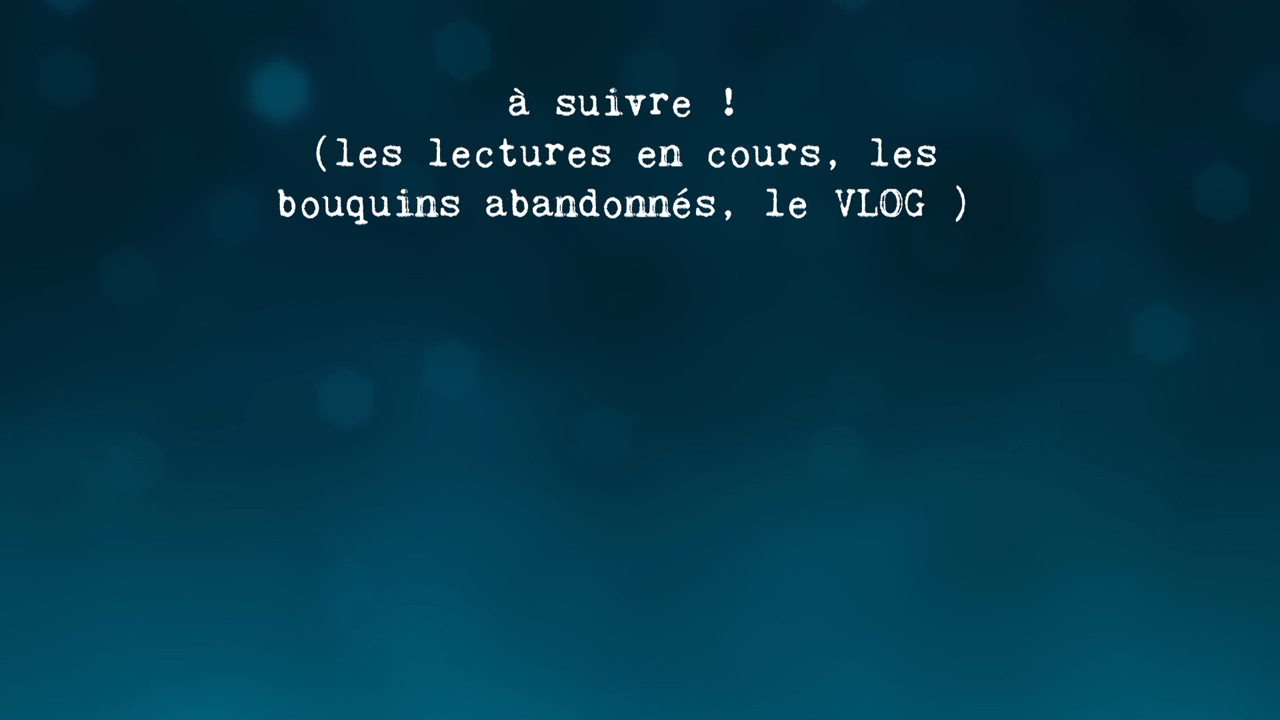 à suivre !
(les lectures en cours, les
bouquins abandonnés, le VLOG )